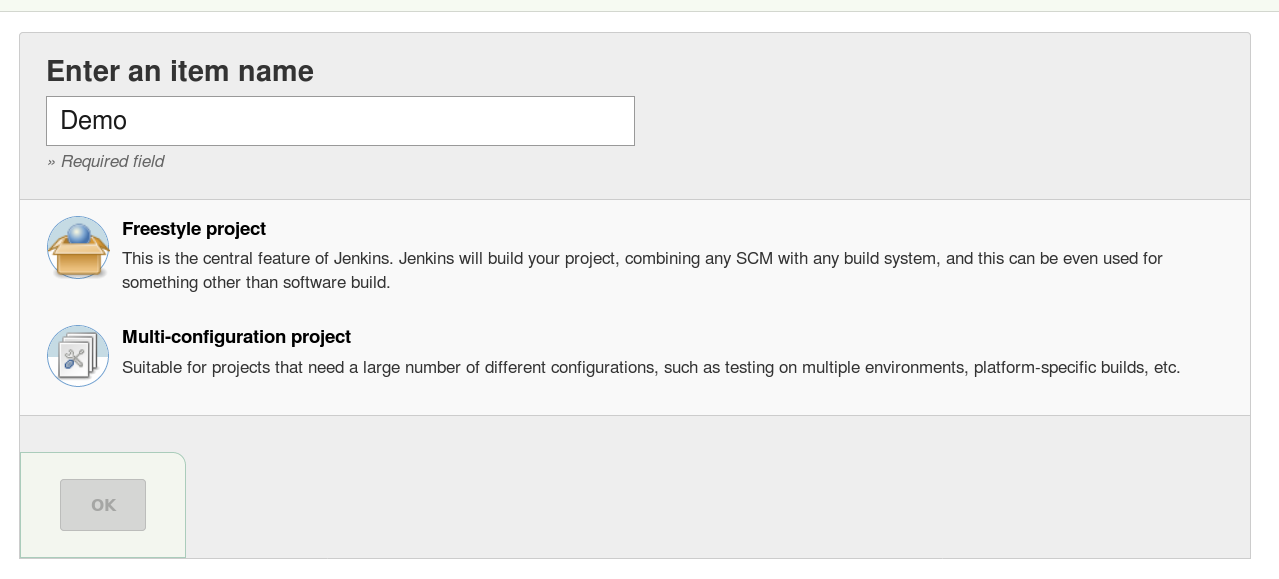 Enter an item name
Demo
» Required field
Freestyle project
This is the central feature of Jenkins. Jenkins will build your project, combining any SCM with any build system, and this can be even used for
something other than software build.
Multi-configuration project
Suitable for projects that need a large number of different configurations, such as testing on multiple environments, platform-specific builds, etc.
OK